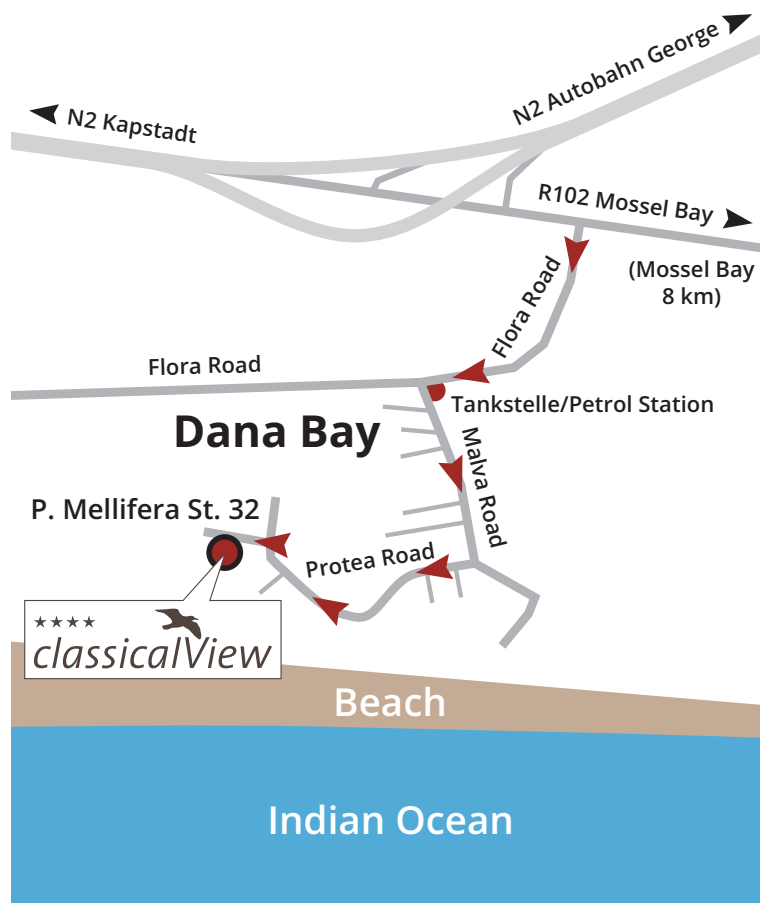 N2 Autobahn George
N2 Kapstadt
R102 Mossel Bay
(Mossel Bay
8 km)
Flora Road
Flora Road
Tankstelle/Petrol Station
Dana Bay
Malva Road
P. Mellifera St. 32
Protea Road
★★★★
classicalView
Beach
Indian Ocean